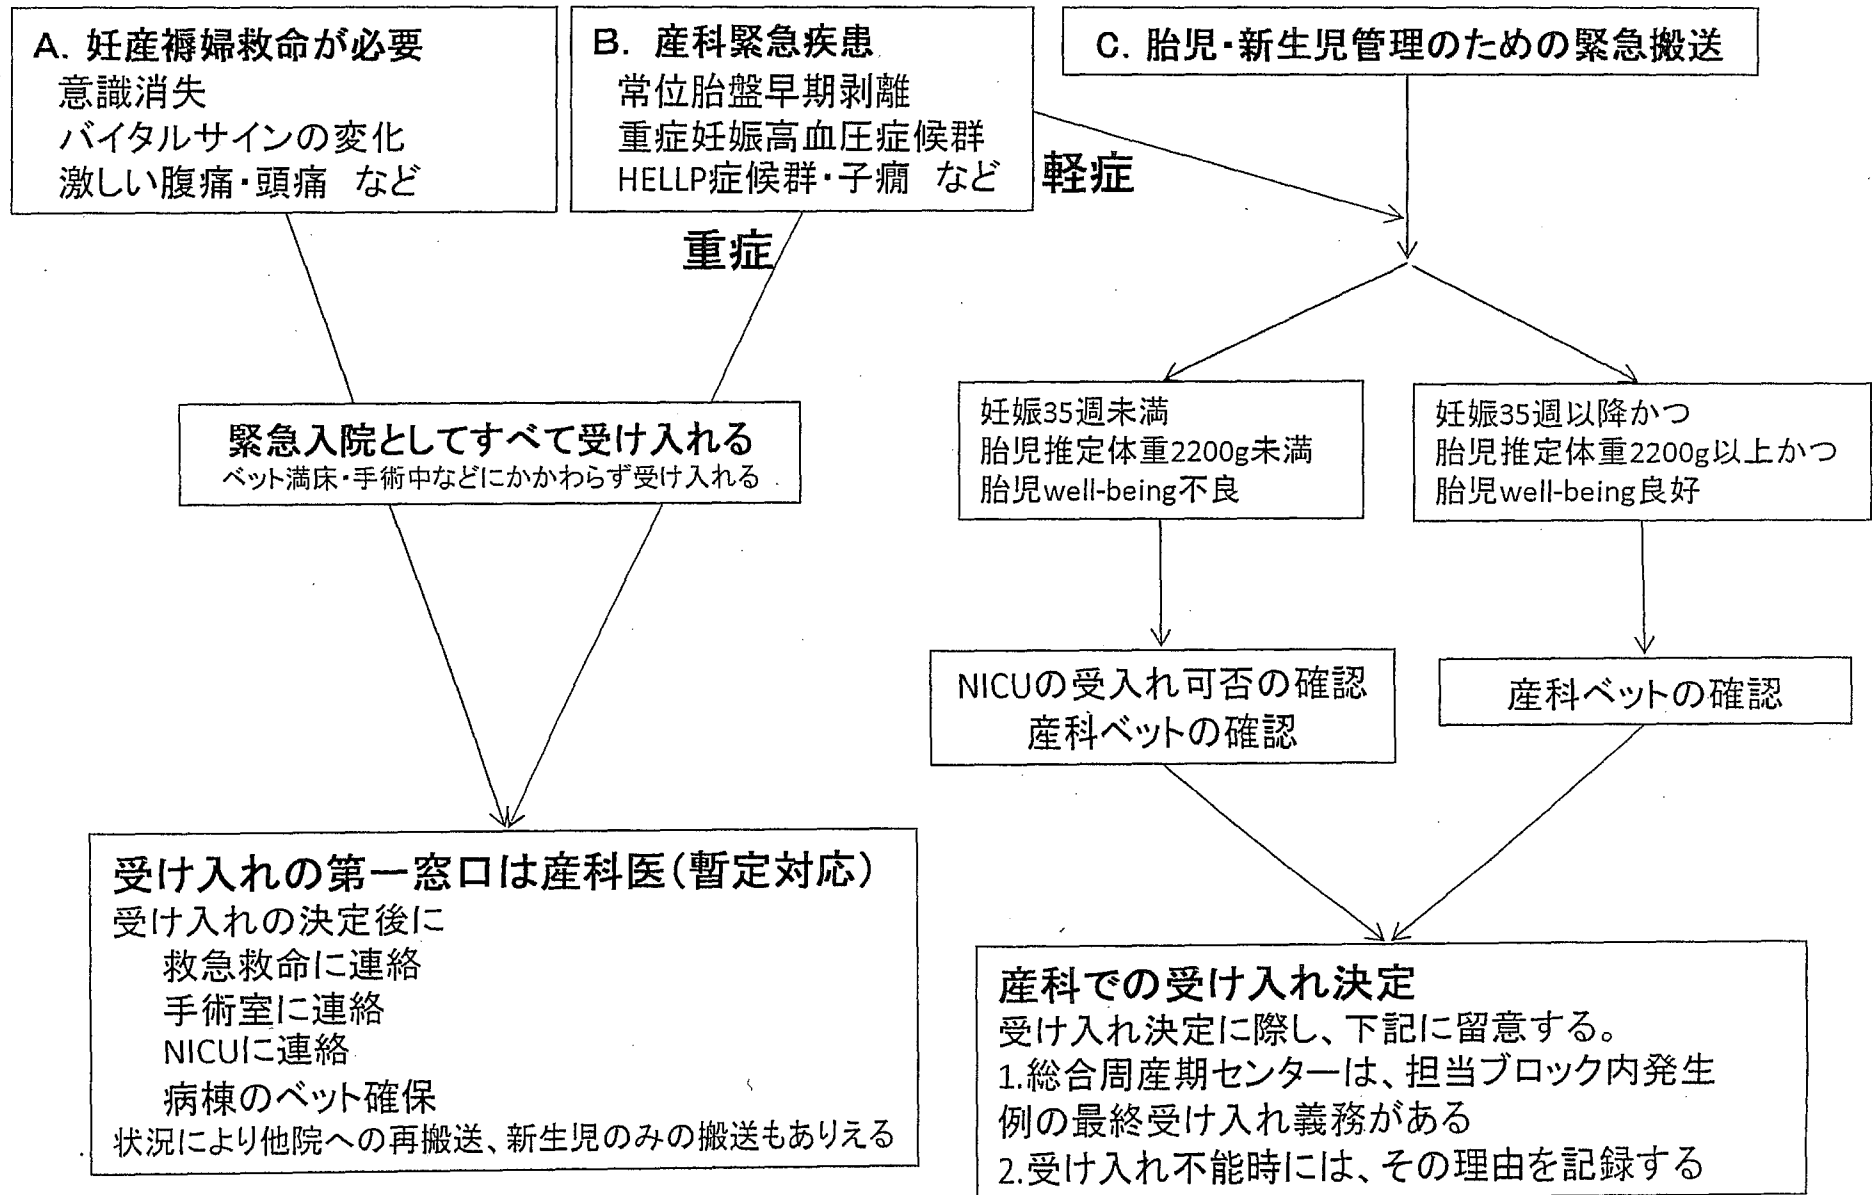 A. 妊産褥婦救命が必要
意識消失
バイタルサインの変化
激しい腹痛・頭痛 など
B. 産科緊急疾患
常位胎盤早期剥離
重症妊娠高血圧症候群
HELLP症候群・子癇 など
C. 胎児・新生児管理のための緊急搬送
軽症
重症
緊急入院としてすべて受け入れる
ベット満床・手術中などにかかわらず受け入れる
妊娠35週未満
胎児推定体重2200g未満
胎児well-being不良
妊娠35週以降かつ
胎児推定体重2200g以上かつ
胎児well-being良好
NICUの受入れ可否の確認
産科ベットの確認
産科ベットの確認
受け入れの第一窓口は産科医(暫定対応)
受け入れの決定後に
救急救命に連絡
手術室に連絡
NICUに連絡
病棟のベット確保
状況により他院への再搬送、新生児のみの搬送もありえる
産科での受け入れ決定
受け入れ決定に際し、下記に留意する。
1.総合周産期センターは、担当ブロック内発生
例の最終受け入れ義務がある
2.受け入れ不能時には、その理由を記録する